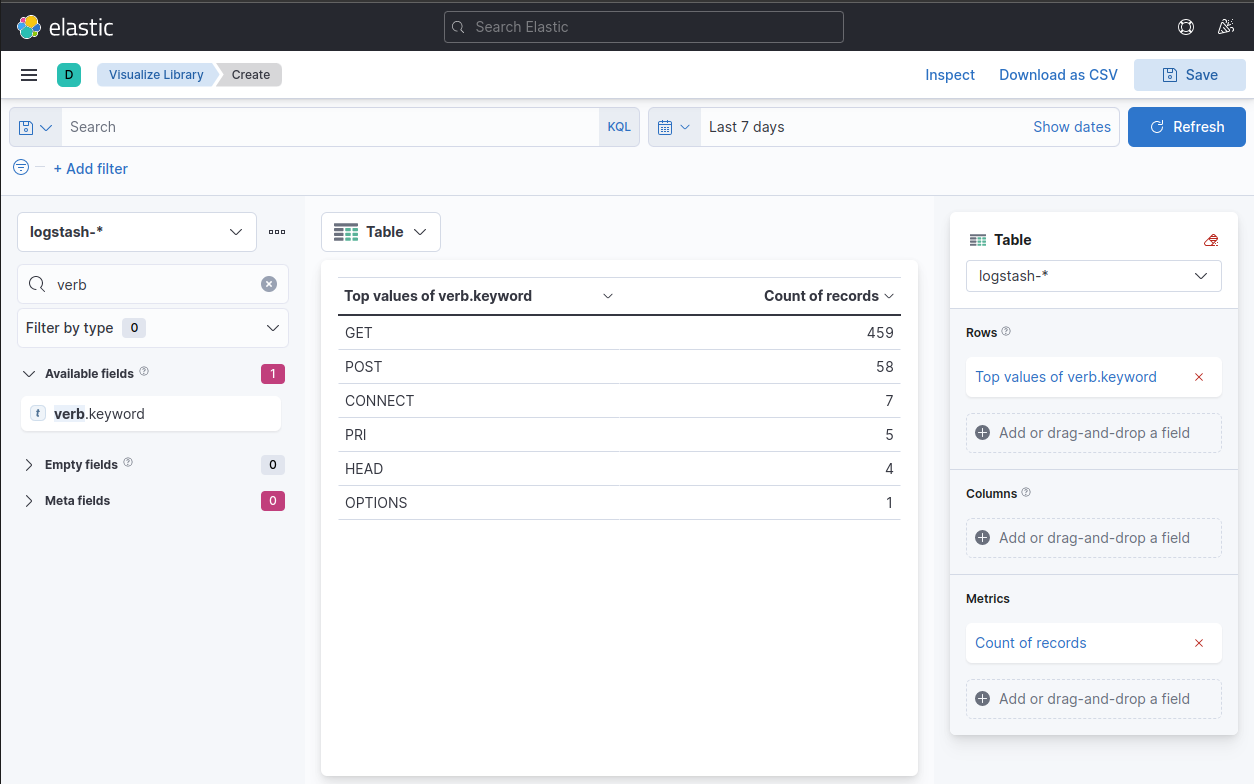 elastic
Search Elastic
D
Visualize Library
Create
Inspect
Download as CSV
Save
Search
KQL
Last 7 days
Show dates
Refresh
+ Add filter
logstash-*
verb
Filter by type 0
Available fields ? 1
t verb.keyword
Empty fields ? 0
Meta fields 0
Table
Top values of verb.keyword Count of records
GET 459
POST 58
CONNECT 7
PRI 5
HEAD 4
OPTIONS 1
Table
logstash-*
Rows ?
Top values of verb.keyword
Add or drag-and-drop a field
Columns ?
Add or drag-and-drop a field
Metrics
Count of records
Add or drag-and-drop a field